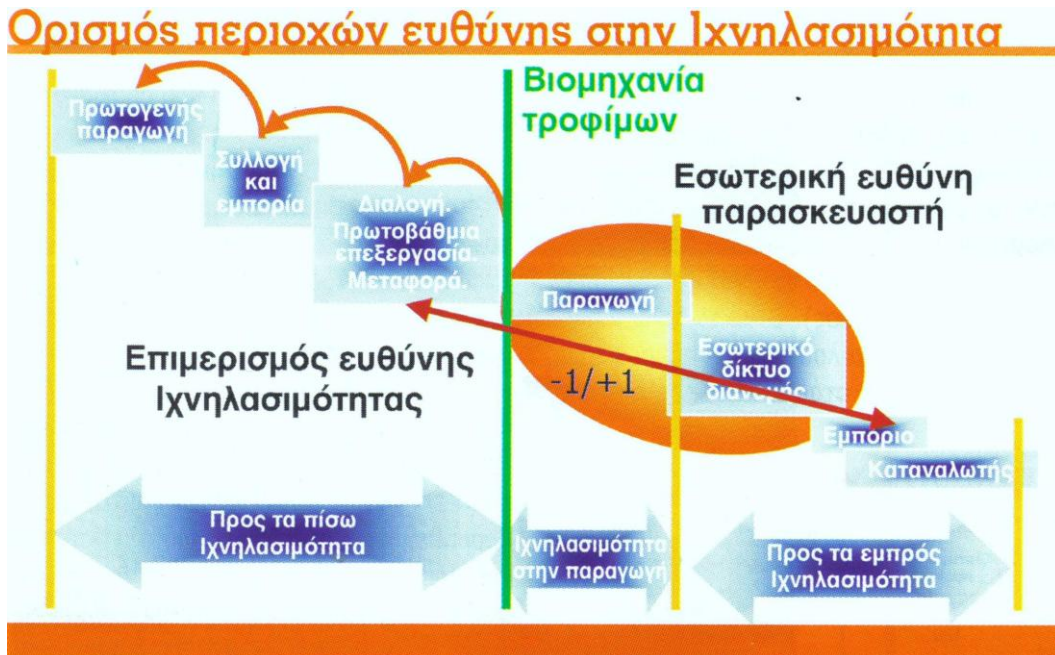 Ορισμός περιοχών ευθύνης στην Ιχνηλασιμότητα
Βιομηχανία
τροφίμων
Πρωτογενής
παραγωγή
Συλλογή
και
εμπορία
Διαλογή.
Πρωτοβάθμια
επεξεργασία.
Μεταφορά.
Εσωτερική ευθύνη
παρασκευαστή
Παραγωγή
Εσωτερικό
δίκτυο
διανομής
-1/+1
Εμπόριο
Καταναλωτής
Επιμερισμός ευθύνης
Ιχνηλασιμότητας
Προς τα πίσω
Ιχνηλασιμότητα
Ιχνηλασιμότητα
στην παραγωγή
Προς τα εμπρός
Ιχνηλασιμότητα